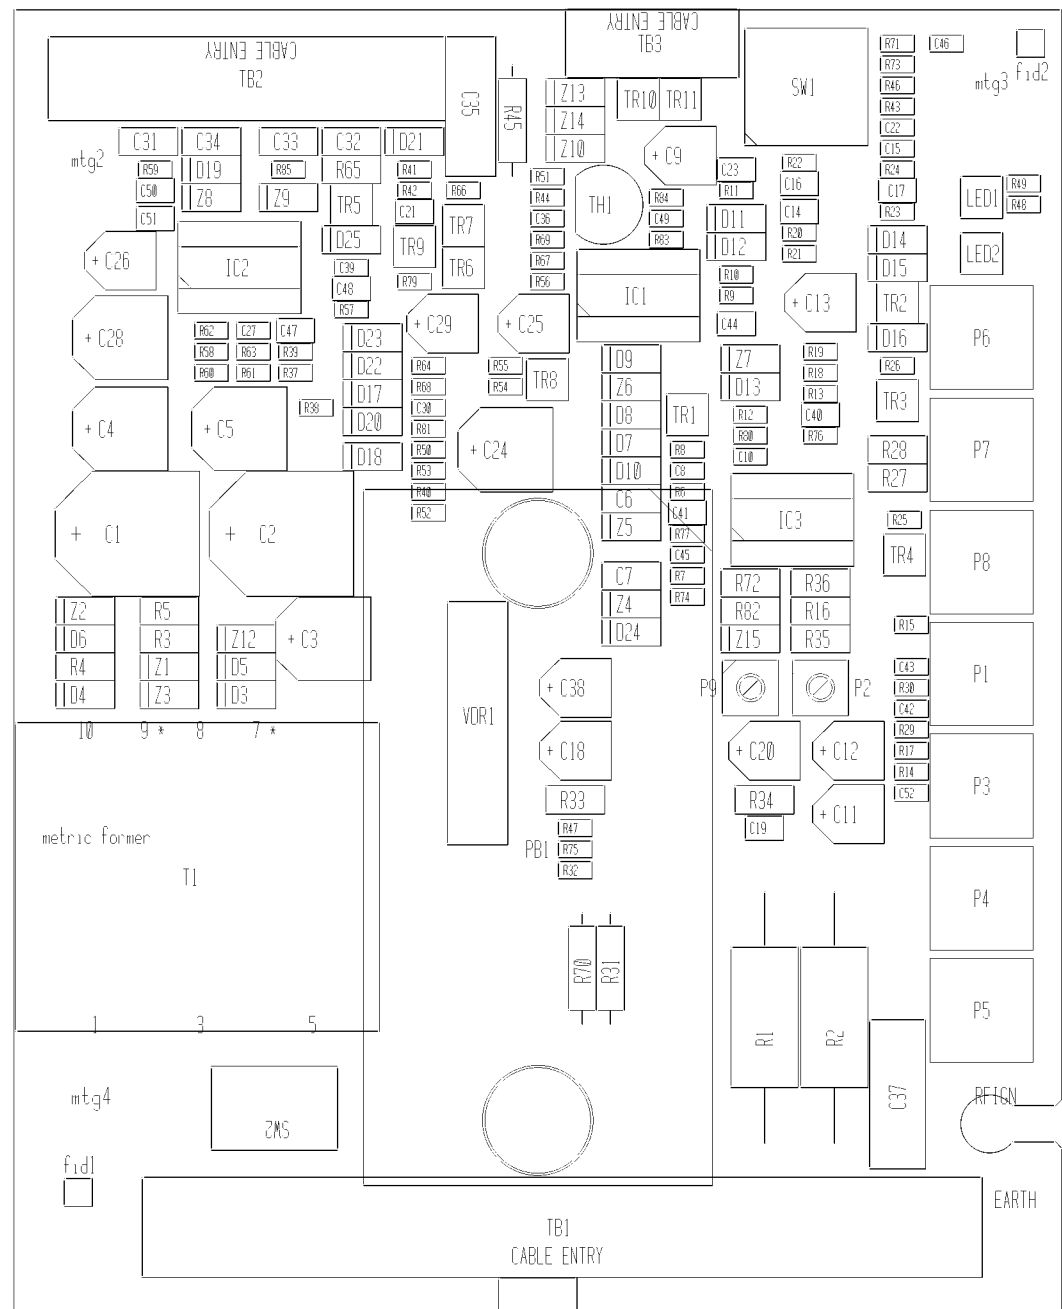 CABLE ENTRY
TB2
CABLE ENTRY
TB3
C35
R45
Z13
Z14
Z10
TR10 TR11
SW1
R71 C46
R73
R46
R43
C22
C15
R24
C17
R23
mtg3 fid2
mtg2
C31 C34 C33 C32 D21
R59 D19 R85 R65 R41
C50 Z8 Z9 TR5 R42 R66
C51 C21 TR7
R51
R44
C36
R69
R67
R56
TH1
C9
R84
C49
R83
C23
R11
D11
D12
R10
R9
C44
R22
C16
C14
R20
R21
LED1
R49
R48
LED2
+ C26
IC2
D25
TR9
TR6
C39
C48
R57
R79
IC1
+ C13
D14
D15
TR2
D16
R26
TR3
P6
+ C28
R62 C27 C47
R58 R63 R39
R60 R61 R37
D23
D22
D17
D20
D18
+ C29
+ C25
R64
R68
C30
R81
R50
R53
R40
R52
R55
R54
TR8
D9
Z6
D8
D7
D10
C6
Z5
C7
Z4
D24
TR1
R8
C8
R6
C41
R77
C45
R7
R74
Z7
D13
R12
R80
C10
R19
R18
R13
C40
R76
+ C4
+ C5
R38
+ C24
R28
R27
P7
+ C1
+ C2
IC3
R25
TR4
P8
Z2 R5
D6 R3 Z12
R4 Z1 D5
D4 Z3 D3
+ C3
R72 R36
R82 R16
Z15 R35
R15
C43
R30
C42
R29
R17
R14
C52
P1
10 9 * 8 7 *
VDR1
+ C38
+ C18
P9 P2
+ C20 + C12
R33
R34
C19
+ C11
P3
metric former
T1
R47
PB1 R75
R32
P4
R70 R31
R1 R2
P5
1 3 5
C37
mtg4
SW2
RFIGN
fid1
EARTH
TB1
CABLE ENTRY